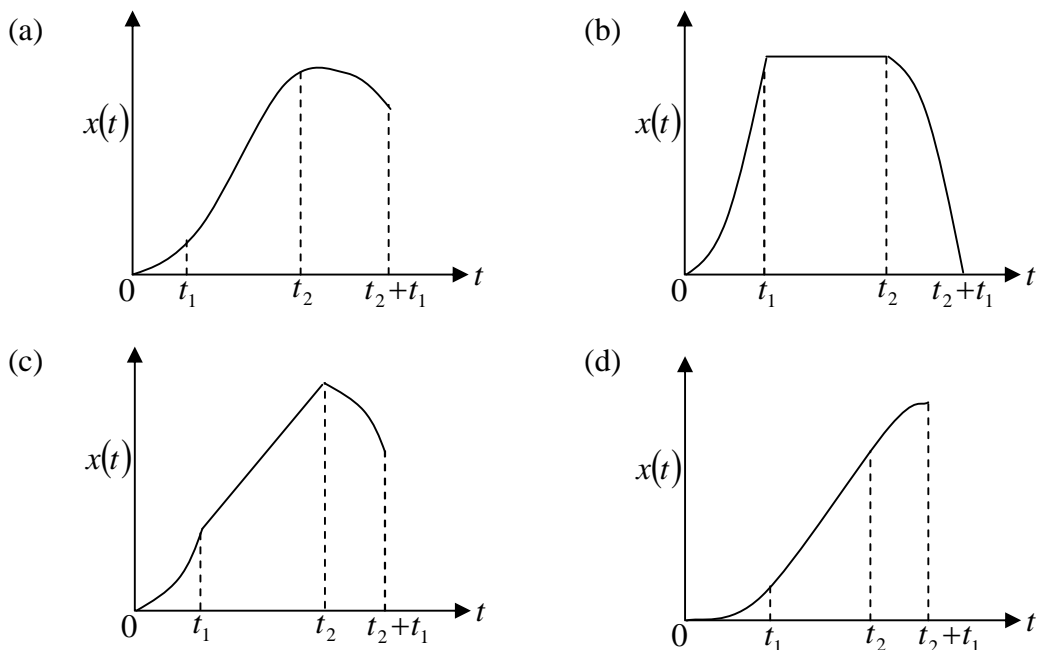 (a)
x(t)
0
t₁
t₂
t₂+t₁
t
(b)
x(t)
0
t₁
t₂
t₂+t₁
t
(c)
x(t)
0
t₁
t₂
t₂+t₁
t
(d)
x(t)
0
t₁
t₂
t₂+t₁
t